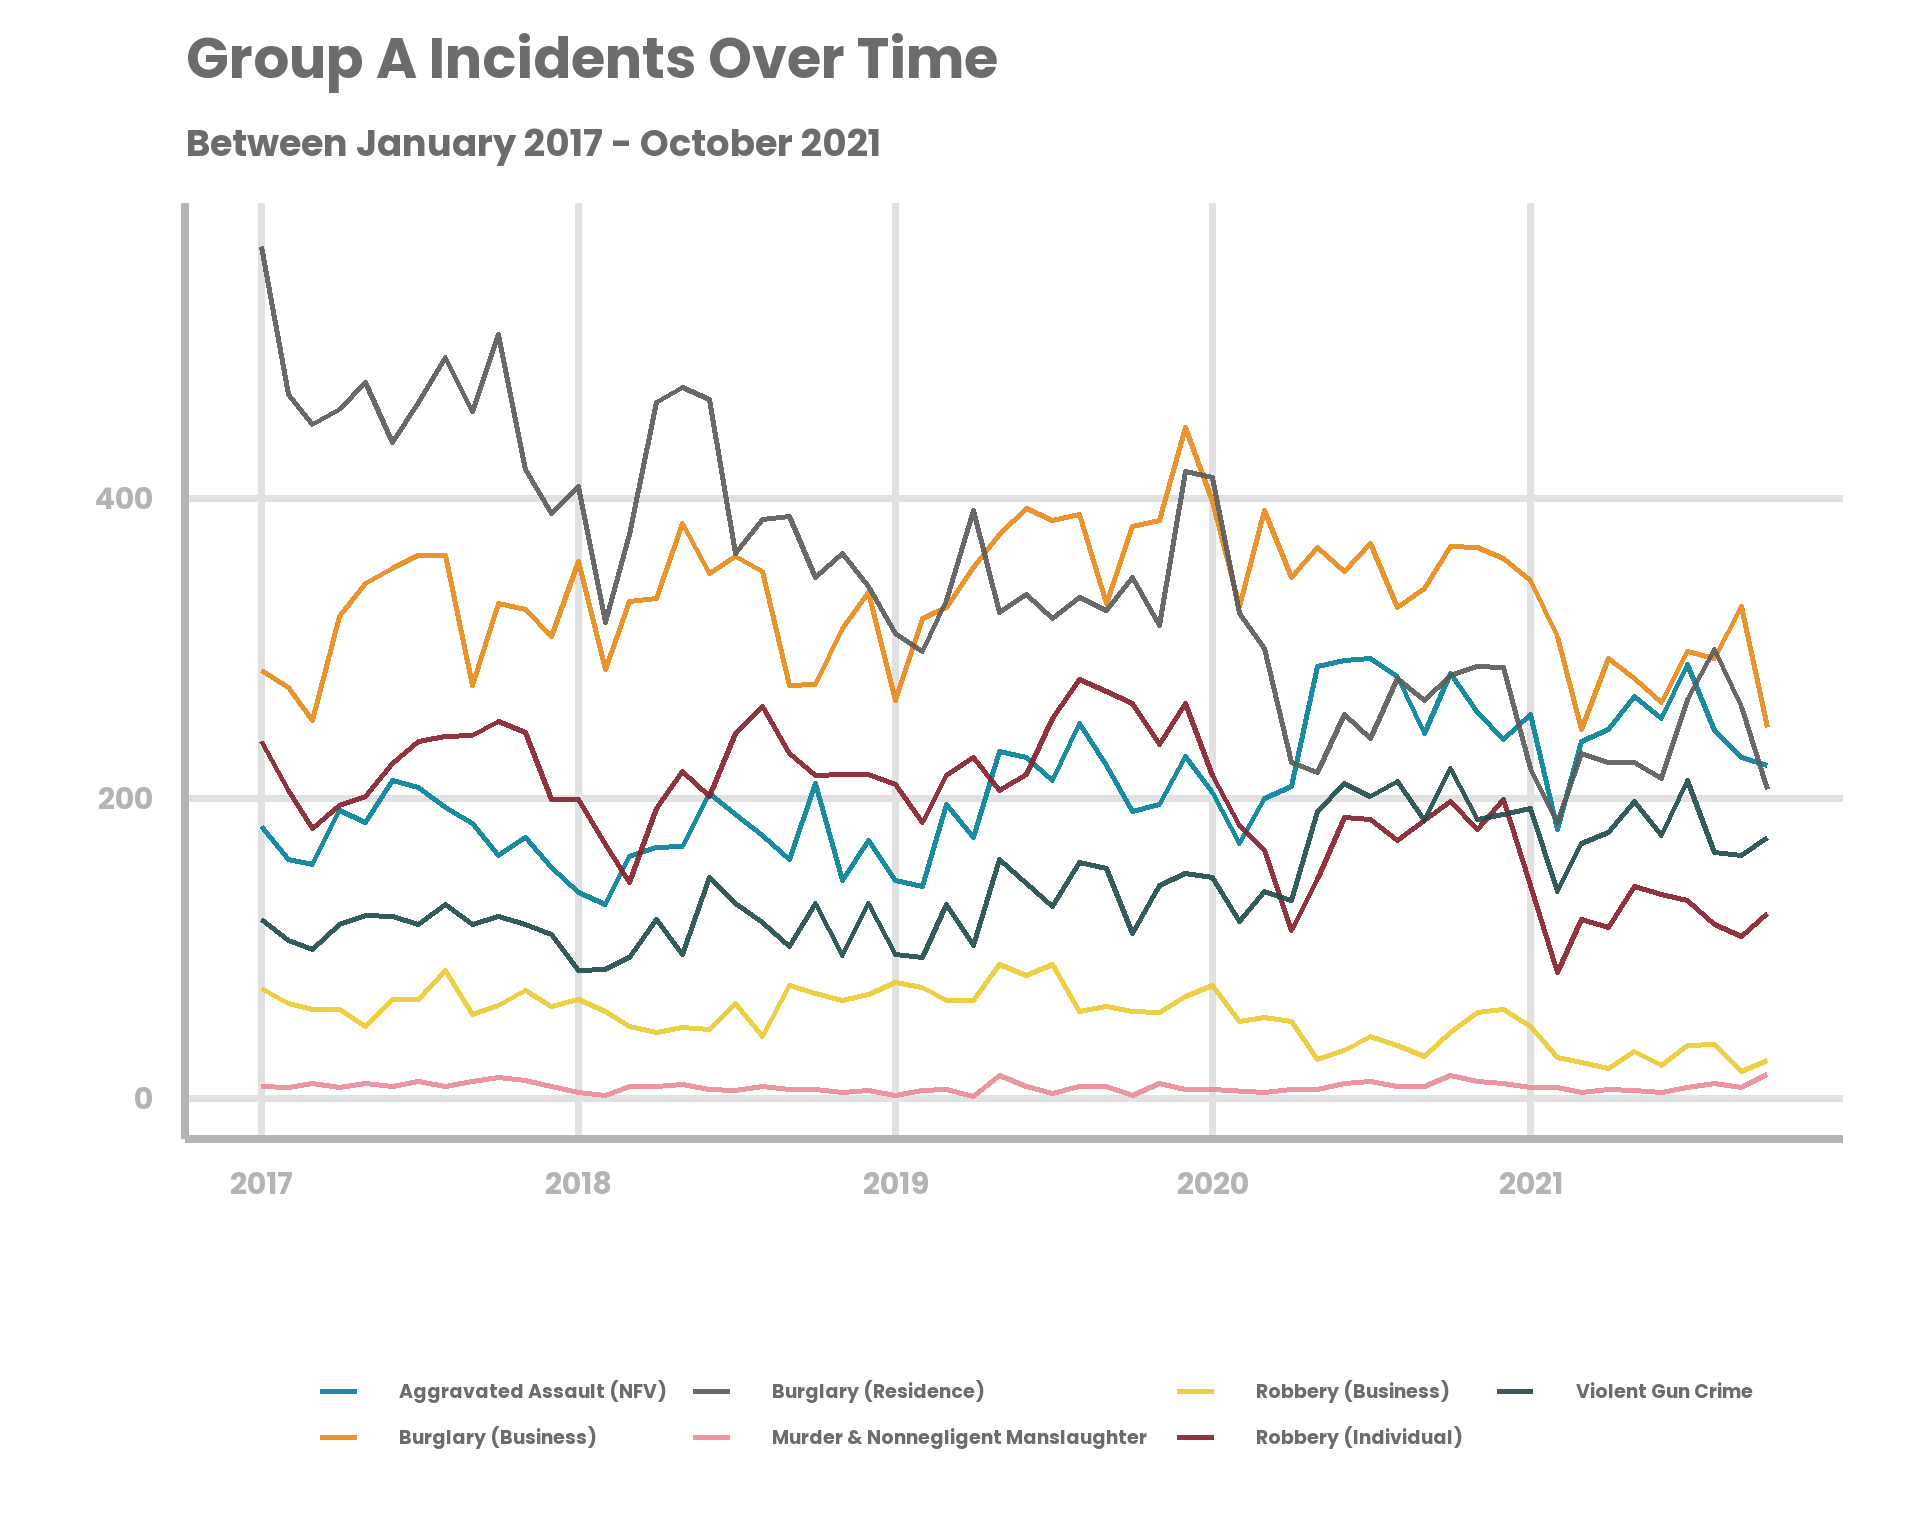 Group A Incidents Over Time
Between January 2017 - October 2021
400
200
0
2017 2018 2019 2020 2021
Aggravated Assault (NFV) Burglary (Residence) Robbery (Business) Violent Gun Crime
Burglary (Business) Murder & Nonnegligent Manslaughter Robbery (Individual)